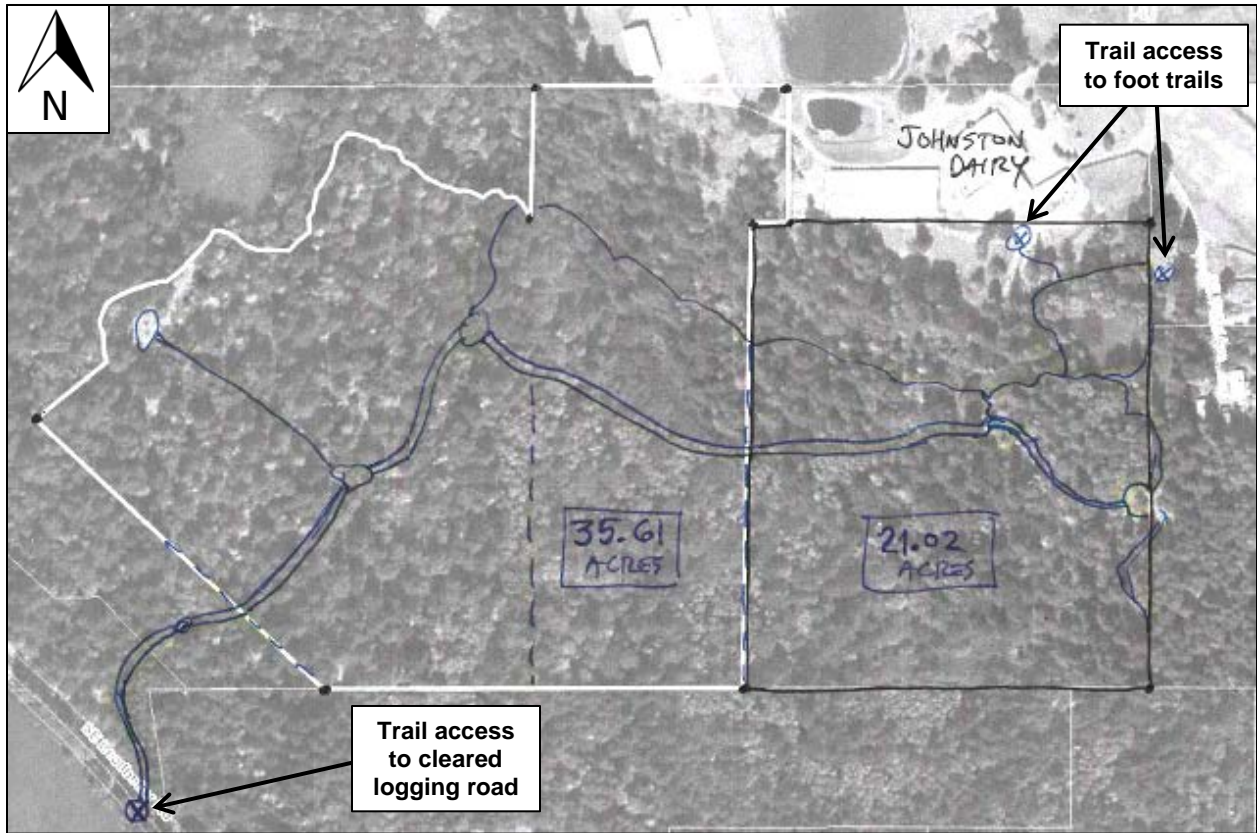 N
Trail access
to foot trails
JOHNSTON
DAIRY
35.61
ACRES
21.02
ACRES
Trail access
to cleared
logging road